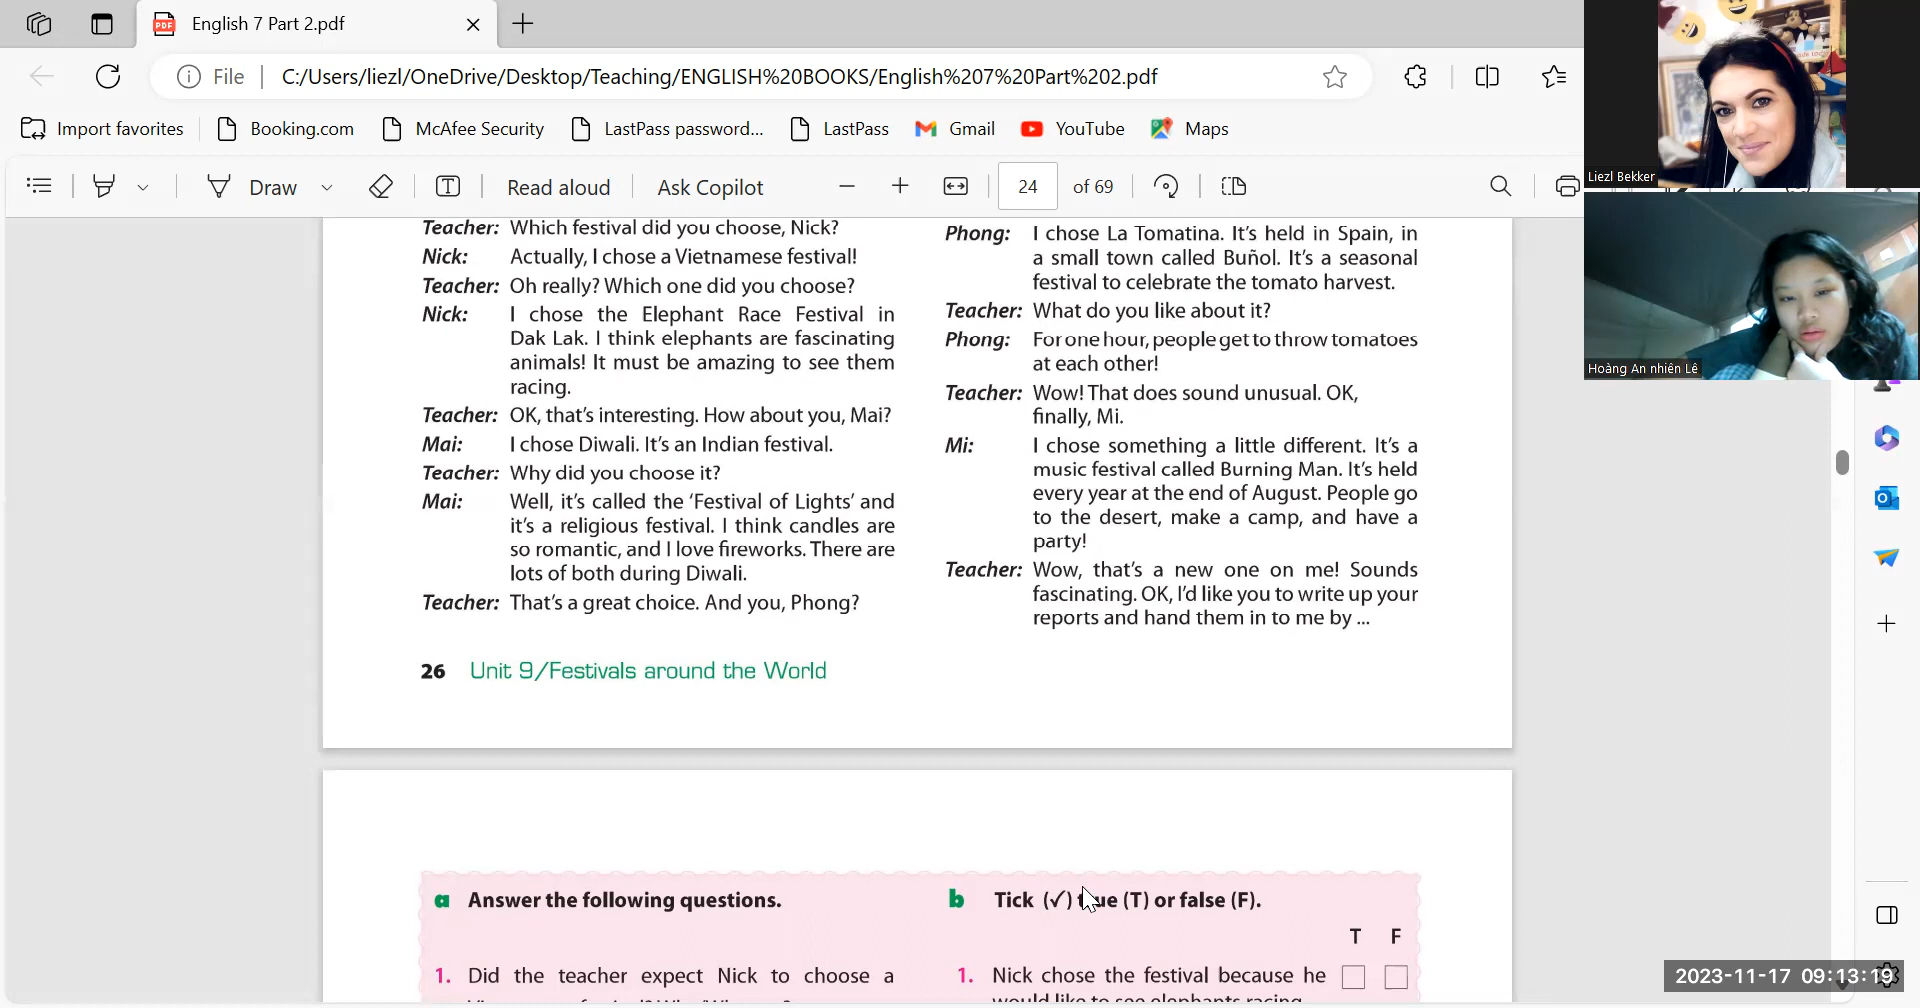 English 7 Part 2.pdf
File
C:/Users/liezl/OneDrive/Desktop/Teaching/ENGLISH%20BOOKS/English%207%20Part%202.pdf
Import favorites
Booking.com
McAfee Security
LastPass password...
LastPass
Gmail
YouTube
Maps
Draw
Read aloud
Ask Copilot
24
of 69
Liezl Bekker
Hoàng An nhiên Lê
Teacher: Which festival did you choose, Nick?
Nick: Actually, I chose a Vietnamese festival!
Teacher: Oh really? Which one did you choose?
Nick: I chose the Elephant Race Festival in
Dak Lak. I think elephants are fascinating
animals! It must be amazing to see them
racing.
Teacher: OK, that's interesting. How about you, Mai?
Mai: I chose Diwali. It's an Indian festival.
Teacher: Why did you choose it?
Mai: Well, it's called the 'Festival of Lights' and
it's a religious festival. I think candles are
so romantic, and I love fireworks. There are
lots of both during Diwali.
Teacher: That's a great choice. And you, Phong?
Phong: I chose La Tomatina. It's held in Spain, in
a small town called Buñol. It's a seasonal
festival to celebrate the tomato harvest.
Teacher: What do you like about it?
Phong: For one hour, people get to throw tomatoes
at each other!
Teacher: Wow! That does sound unusual. OK,
finally, Mi.
Mi: I chose something a little different. It's a
music festival called Burning Man. It's held
every year at the end of August. People go
to the desert, make a camp, and have a
party!
Teacher: Wow, that's a new one on me! Sounds
fascinating. OK, I'd like you to write up your
reports and hand them in to me by ...
26 Unit 9/Festivals around the World
a Answer the following questions.
1. Did the teacher expect Nick to choose a
b Tick (✓) true (T) or false (F).
T F
1. Nick chose the festival because he
would like to see elephants racing.
2023-11-17 09:13:19